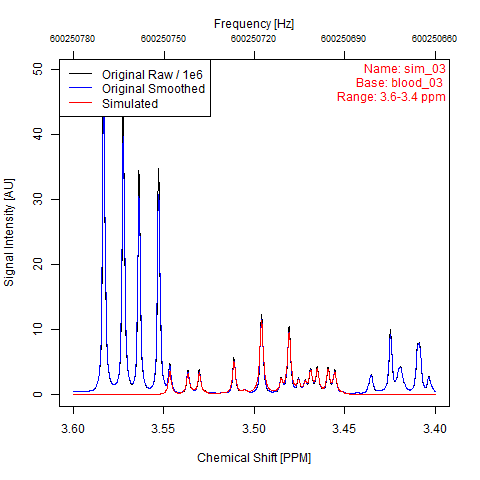 Frequency [Hz]
600250780 600250750 600250720 600250690 600250660
Original Raw / 1e6
Original Smoothed
Simulated
Name: sim_03
Base: blood_03
Range: 3.6-3.4 ppm
Signal Intensity [AU]
50
40
30
20
10
0
3.60 3.55 3.50 3.45 3.40
Chemical Shift [PPM]